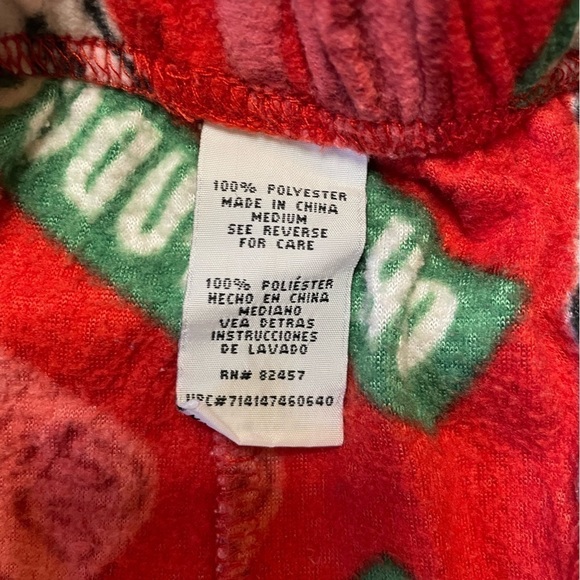 100% POLYESTER
MADE IN CHINA
MEDIUM
SEE REVERSE
FOR CARE
100% POLIÉSTER
HECHO EN CHINA
MEDIANO
VEA DETRAS
INSTRUCCIONES
DE LAVADO
RN# 82457
UPC#714147460640